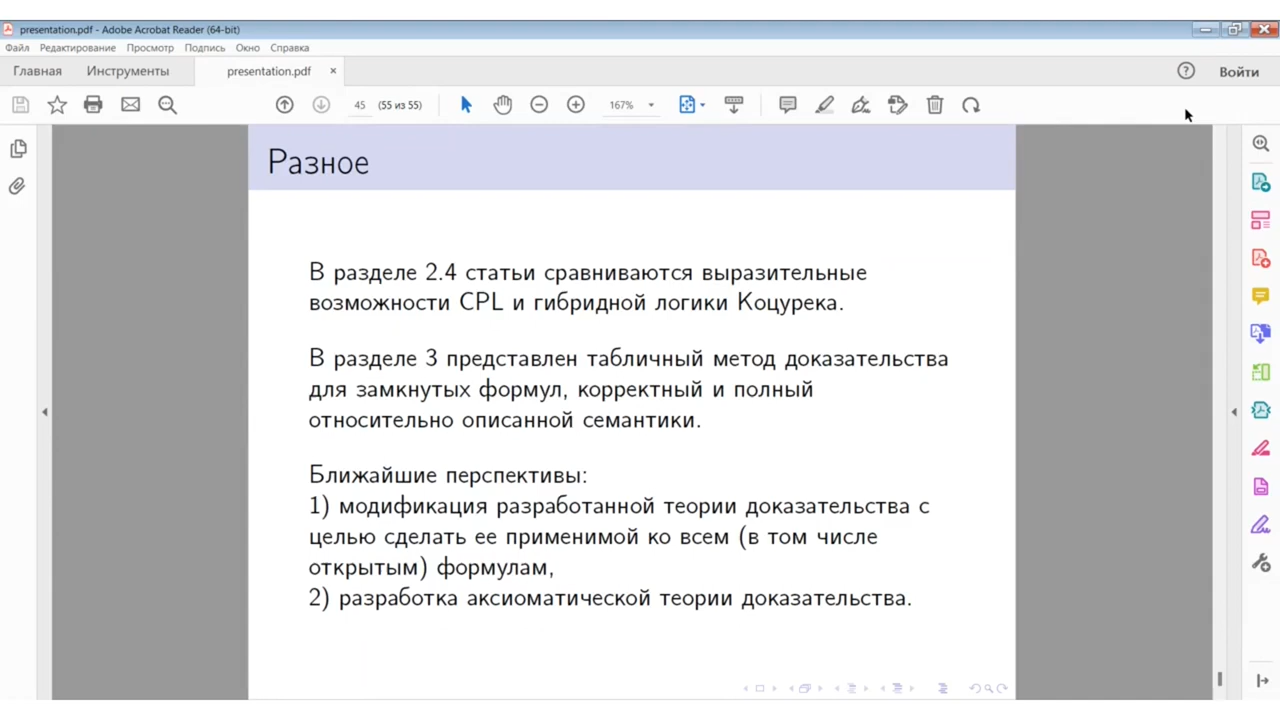 presentation.pdf - Adobe Acrobat Reader (64-bit)
Файл Редактирование Просмотр Подпись Окно Справка
Главная Инструменты presentation.pdf × Войти
45 (55 из 55) 167%
Разное
В разделе 2.4 статьи сравниваются выразительные
возможности CPL и гибридной логики Коцурека.
В разделе 3 представлен табличный метод доказательства
для замкнутых формул, корректный и полный
относительно описанной семантики.
Ближайшие перспективы:
1) модификация разработанной теории доказательства с
целью сделать ее применимой ко всем (в том числе
открытым) формулам,
2) разработка аксиоматической теории доказательства.